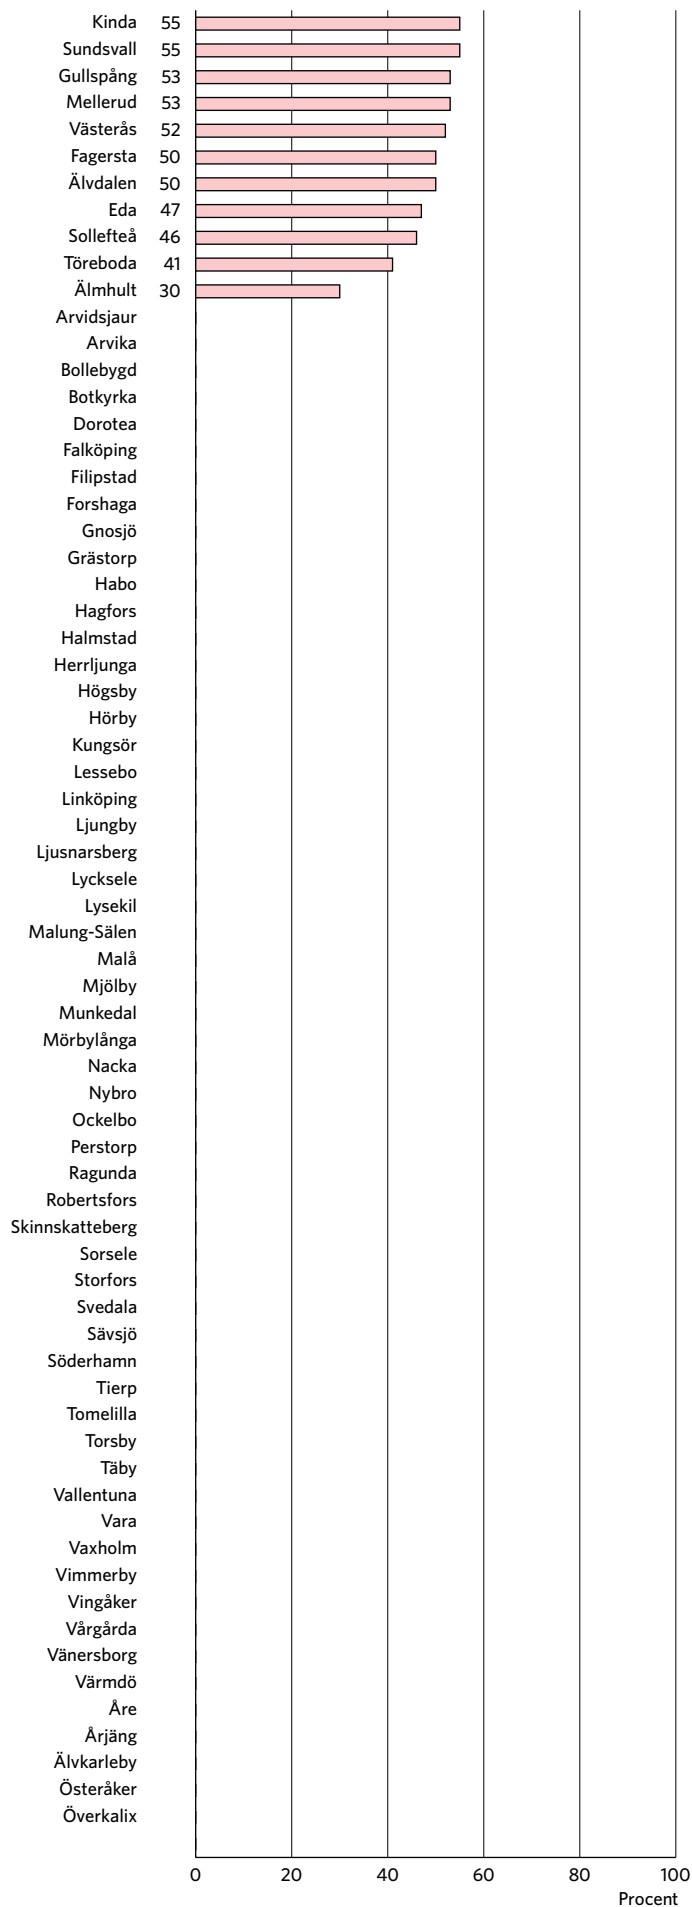 Kinda 55
Sundsvall 55
Gullspång 53
Mellerud 53
Västerås 52
Fagersta 50
Älvdalen 50
Eda 47
Sollefteå 46
Töreboda 41
Älmhult 30
Arvidsjaur
Arvika
Bollebygd
Botkyrka
Dorotea
Falköping
Filipstad
Forshaga
Gnosjö
Grästorp
Habo
Hagfors
Halmstad
Herrljunga
Högsby
Hörby
Kungsör
Lessebo
Linköping
Ljungby
Ljusnarsberg
Lycksele
Lysekil
Malung-Sälen
Malå
Mjölby
Munkedal
Mörbylånga
Nacka
Nybro
Ockelbo
Perstorp
Ragunda
Robertsfors
Skinnskatteberg
Sorsele
Storfors
Svedala
Sävsjö
Söderhamn
Tierp
Tomelilla
Torsby
Täby
Vallentuna
Vara
Vaxholm
Vimmerby
Vingåker
Vårgårda
Vänersborg
Värmdö
Åre
Årjäng
Älvkarleby
Österåker
Överkalix
0 20 40 60 80 100
Procent